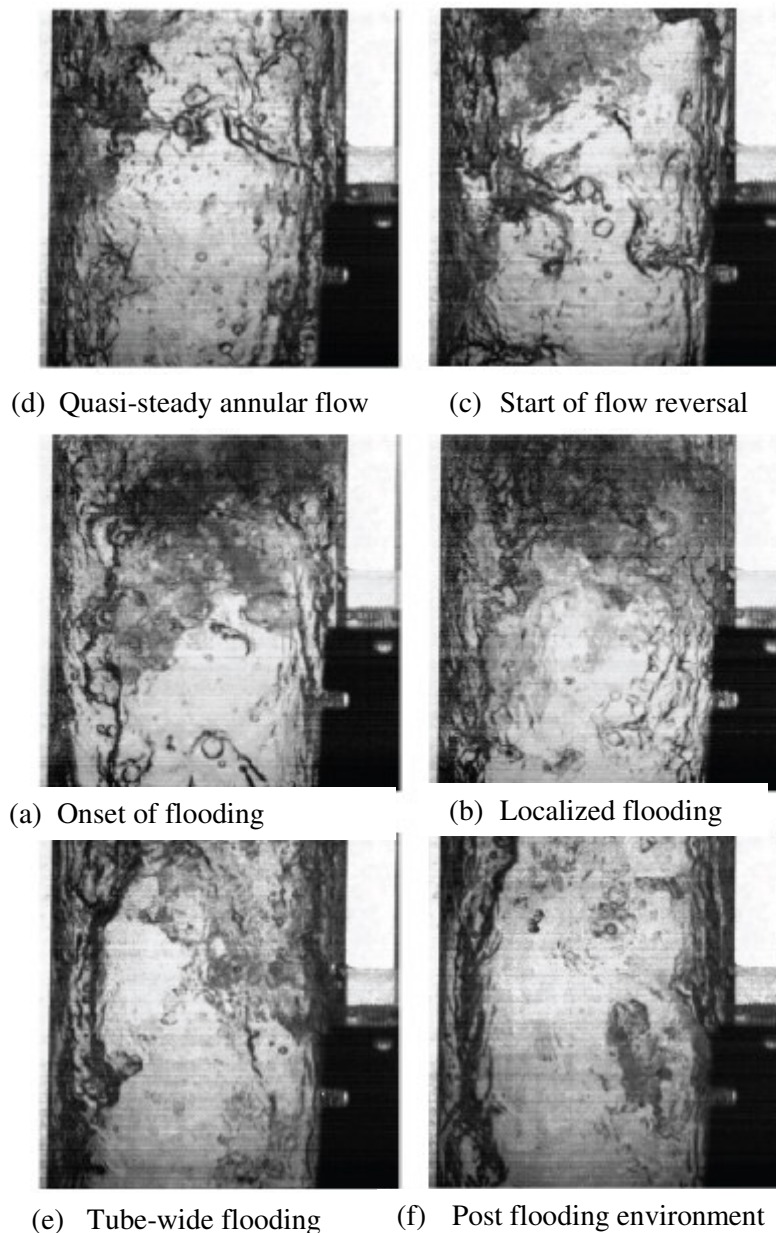 (d) Quasi-steady annular flow
(c) Start of flow reversal
(a) Onset of flooding
(b) Localized flooding
(e) Tube-wide flooding
(f) Post flooding environment